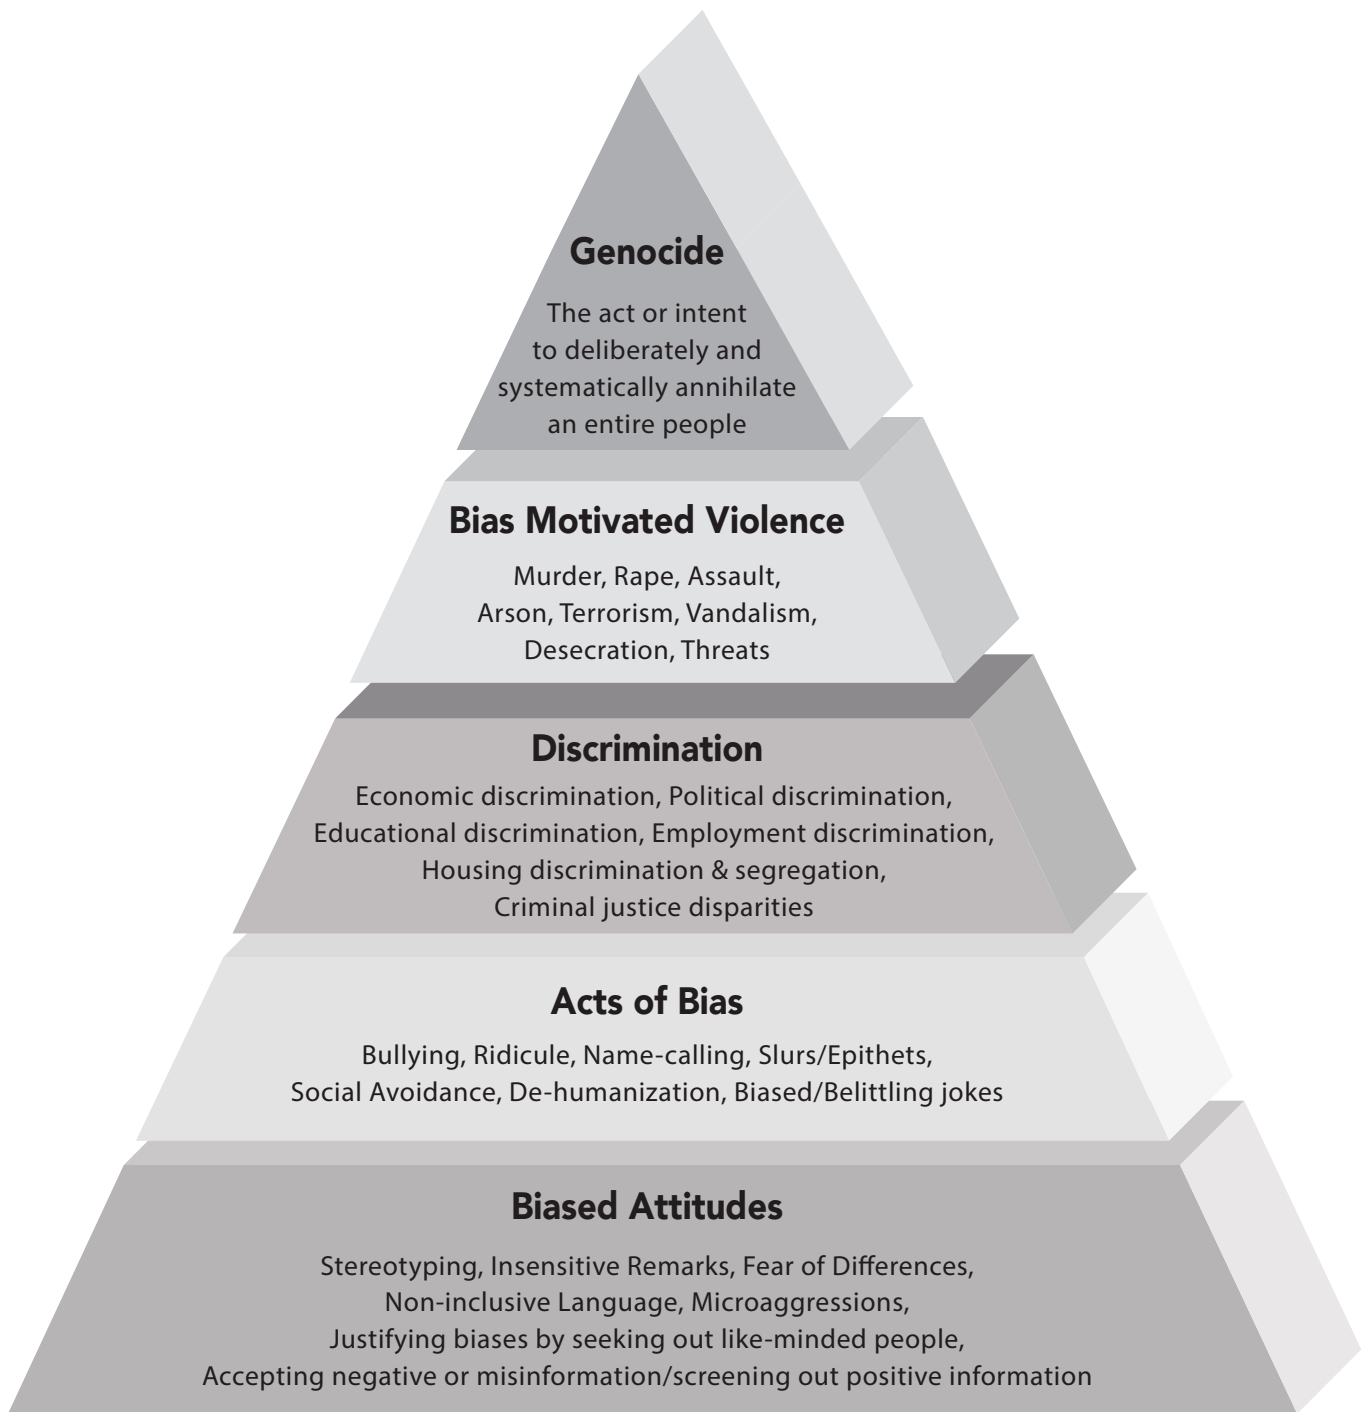 Genocide
The act or intent
to deliberately and
systematically annihilate
an entire people
Bias Motivated Violence
Murder, Rape, Assault,
Arson, Terrorism, Vandalism,
Desecration, Threats
Discrimination
Economic discrimination, Political discrimination,
Educational discrimination, Employment discrimination,
Housing discrimination & segregation,
Criminal justice disparities
Acts of Bias
Bullying, Ridicule, Name-calling, Slurs/Epithets,
Social Avoidance, De-humanization, Biased/Belittling jokes
Biased Attitudes
Stereotyping, Insensitive Remarks, Fear of Differences,
Non-inclusive Language, Microaggressions,
Justifying biases by seeking out like-minded people,
Accepting negative or misinformation/screening out positive information